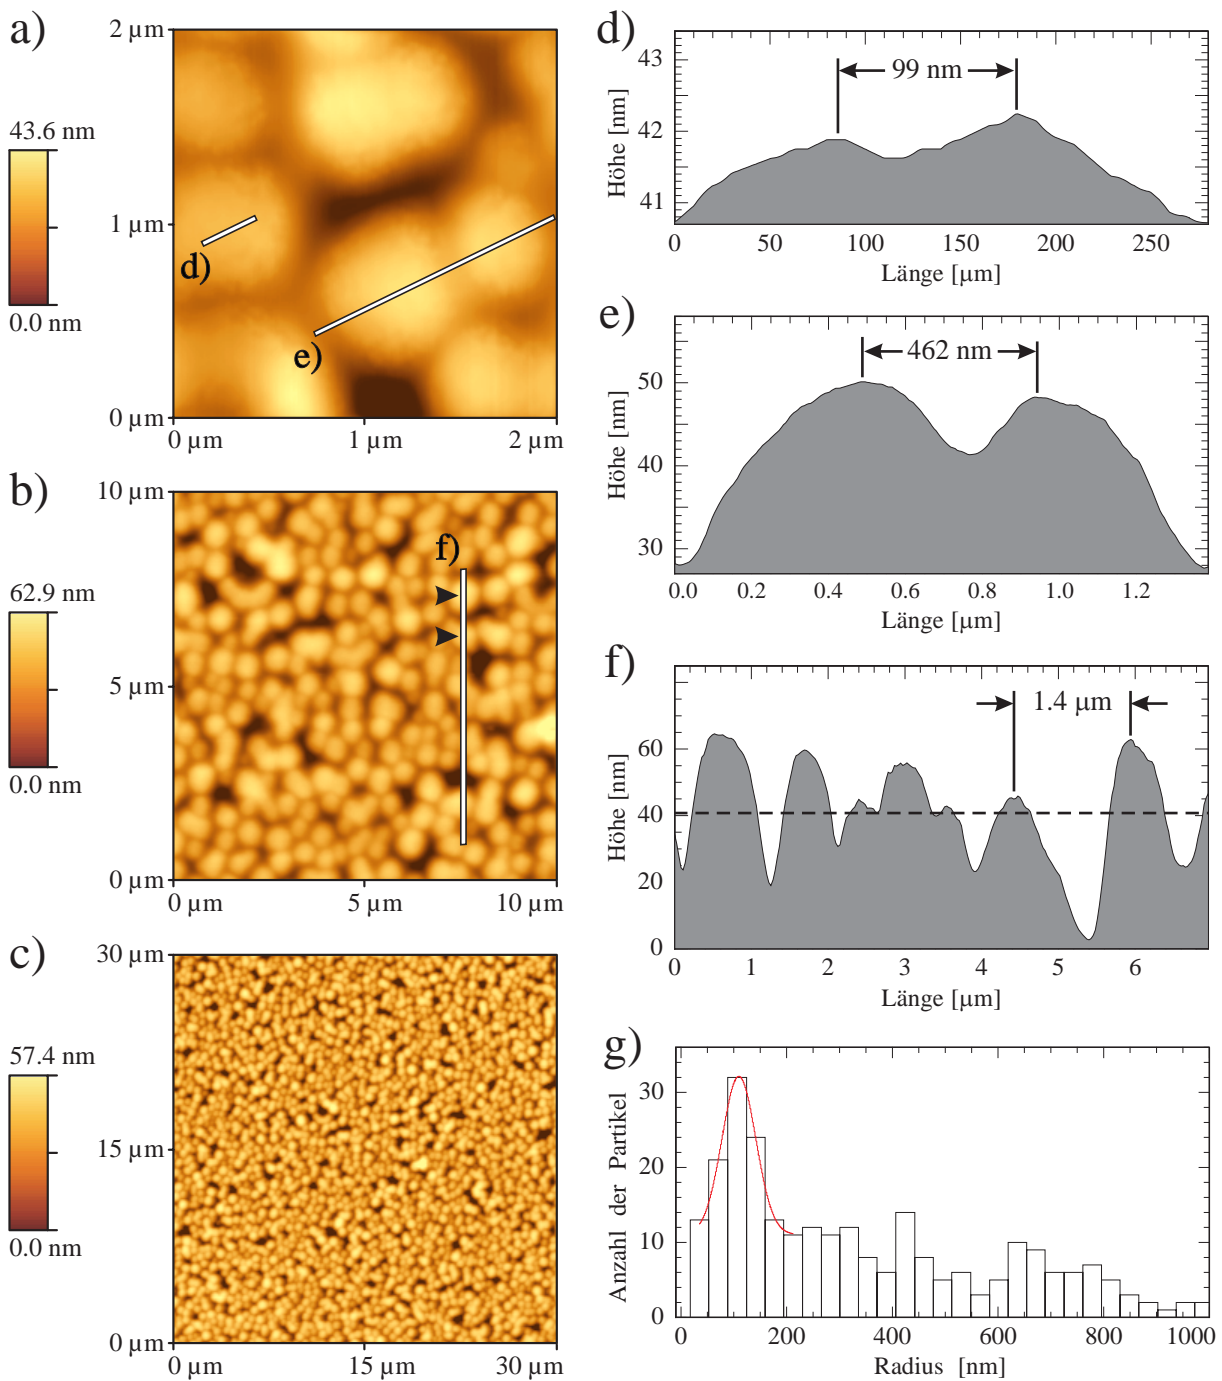 a)
2 µm
43.6 nm
0.0 nm
1 µm
d)
e)
0 µm
0 µm
1 µm
2 µm
b)
10 µm
62.9 nm
0.0 nm
f)
5 µm
0 µm
0 µm
5 µm
10 µm
c)
30 µm
57.4 nm
0.0 nm
15 µm
0 µm
0 µm
15 µm
30 µm
d)
43
42
41
Höhe [nm]
99 nm
0
50
100
150
200
250
Länge [µm]
e)
50
40
30
Höhe [nm]
462 nm
0.0
0.2
0.4
0.6
0.8
1.0
1.2
Länge [µm]
f)
60
40
20
0
Höhe [nm]
1.4 µm
0
1
2
3
4
5
6
Länge [µm]
g)
30
20
10
0
Anzahl der Partikel
0
200
400
600
800
1000
Radius [nm]